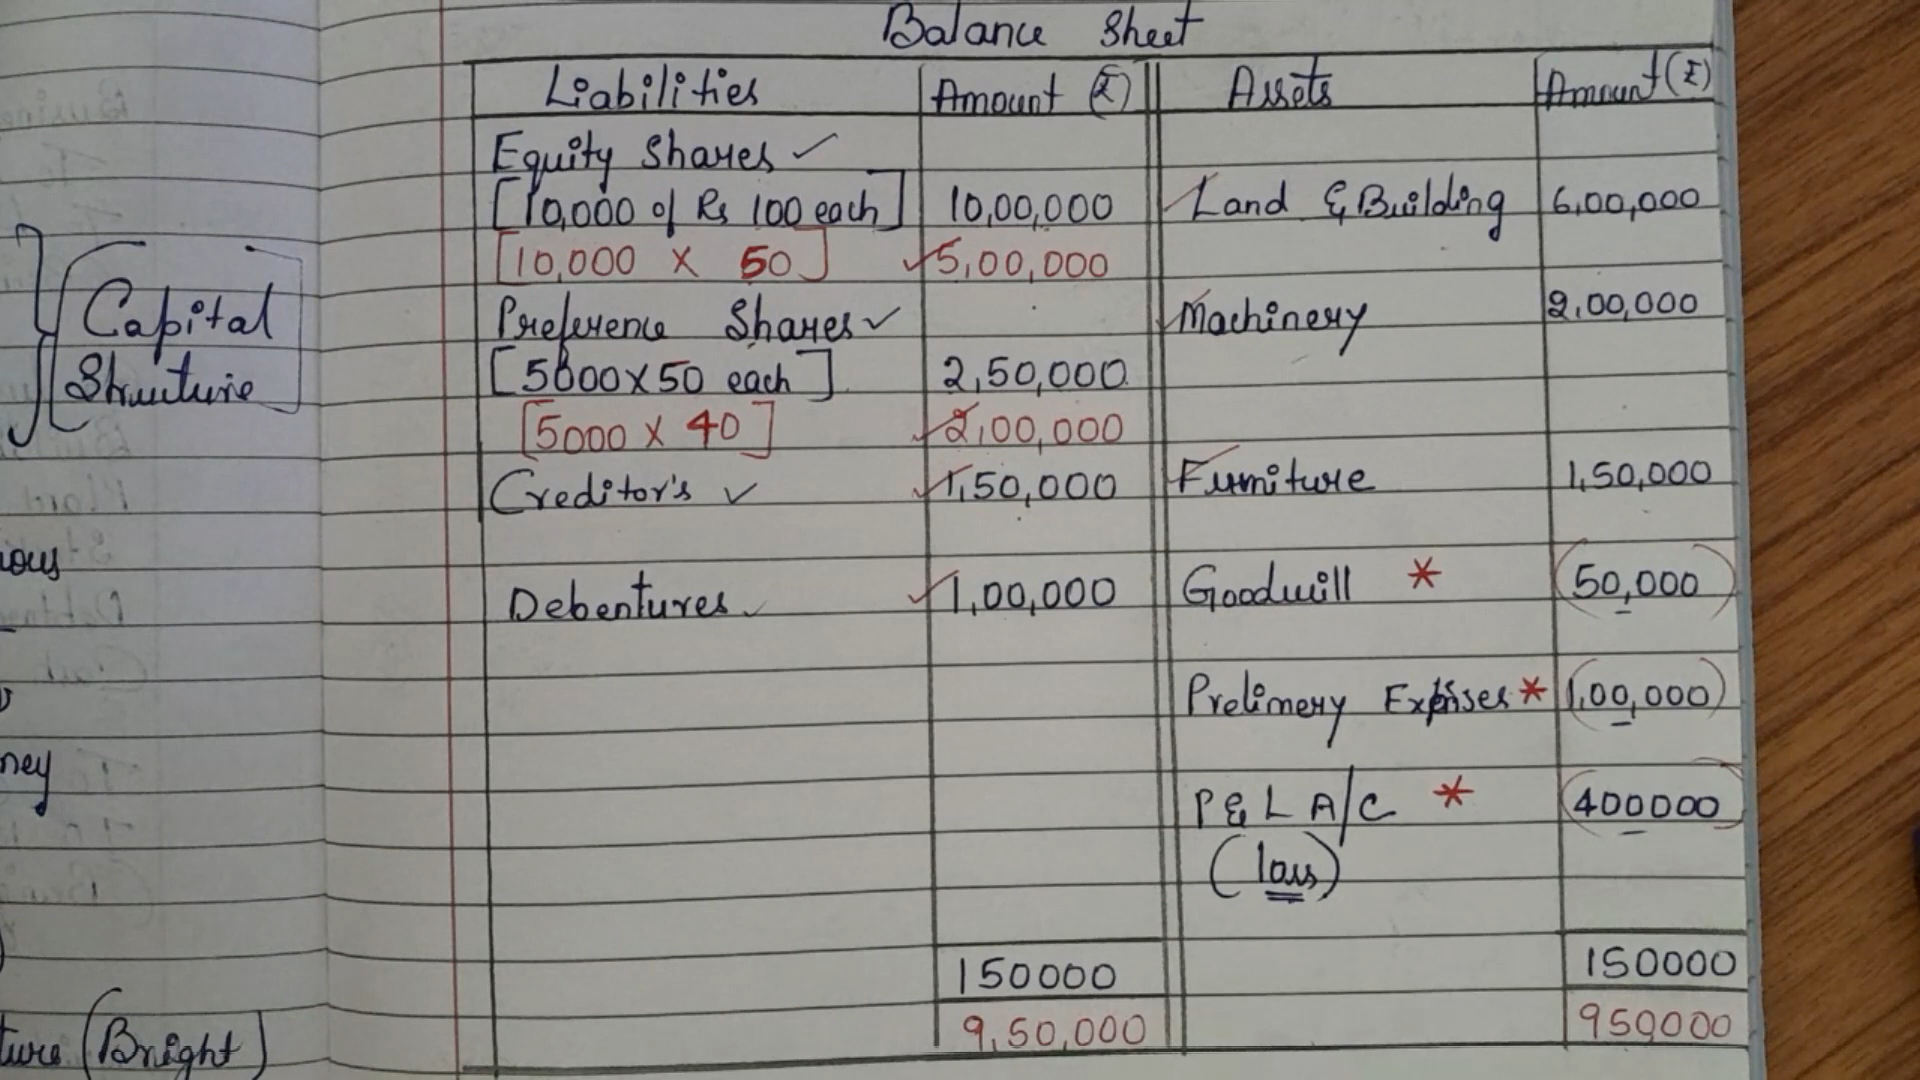 Balance Sheet
Liabilities Amount (₹) Assets Amount (₹)
Equity Shares ✓
[10,000 of Rs 100 each] 10,00,000 Land & Building 6,00,000
[10,000 × 50] ✓5,00,000
Preference Shares ✓ Machinery 2,00,000
[5000×50 each] 2,50,000
[5000 × 40] ✓2,00,000
Creditor's ✓ ✓1,50,000 Furniture 1,50,000
Debentures ✓ ✓1,00,000 Goodwill * (50,000)
Prelimery Expenses * (1,00,000)
P & L A/C * (400000)
(loss)
150000 150000
9,50,000 950000
Capital
Structure
ious
ney
ture (Bright)